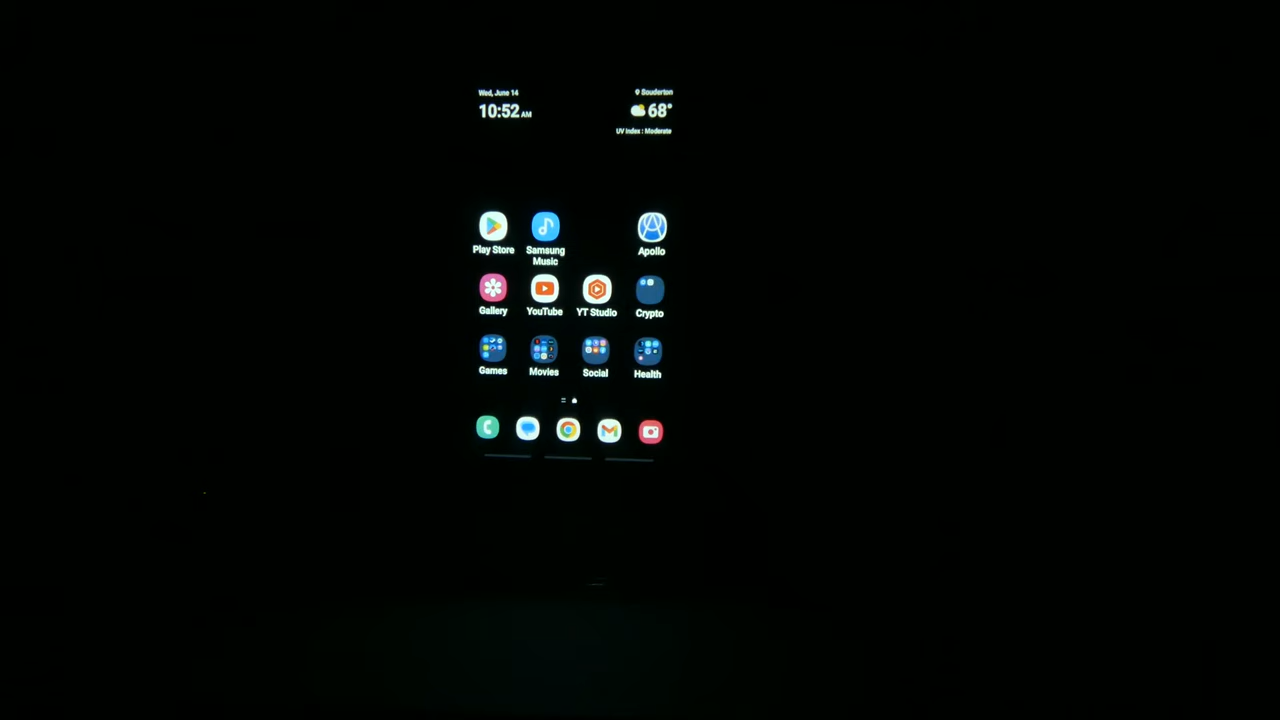 Wed, June 14
Souderton
10:52 AM
68°
UV Index : Moderate
Play Store
Samsung Music
Apollo
Gallery
YouTube
YT Studio
Crypto
Games
Movies
Social
Health